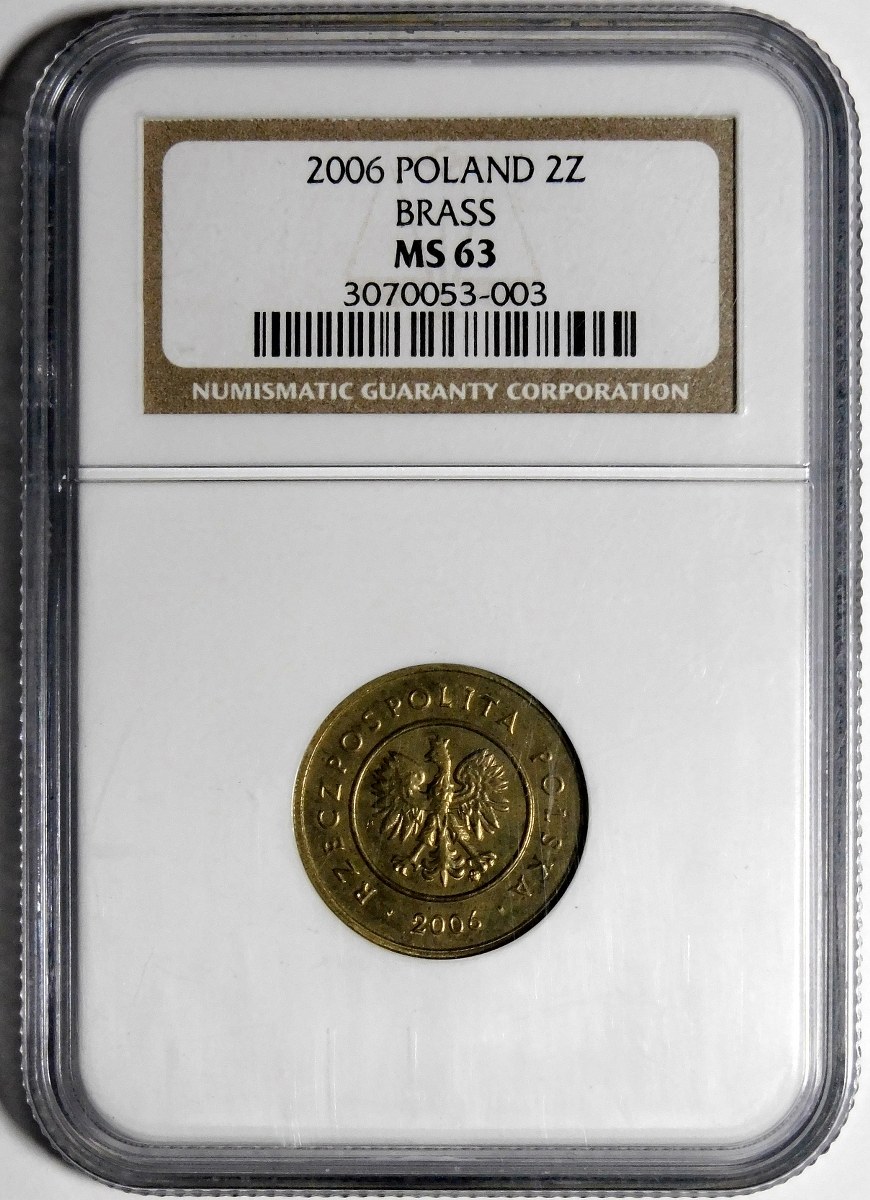 2006 POLAND 2Z
BRASS
MS 63
3070053-003
NUMISMATIC GUARANTY CORPORATION
RZECZPOSPOLITA POLSKA
· 2006 ·